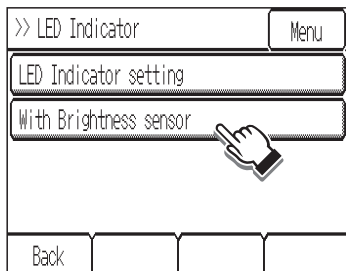 >> LED Indicator
Menu
LED Indicator setting
With Brightness sensor
Back